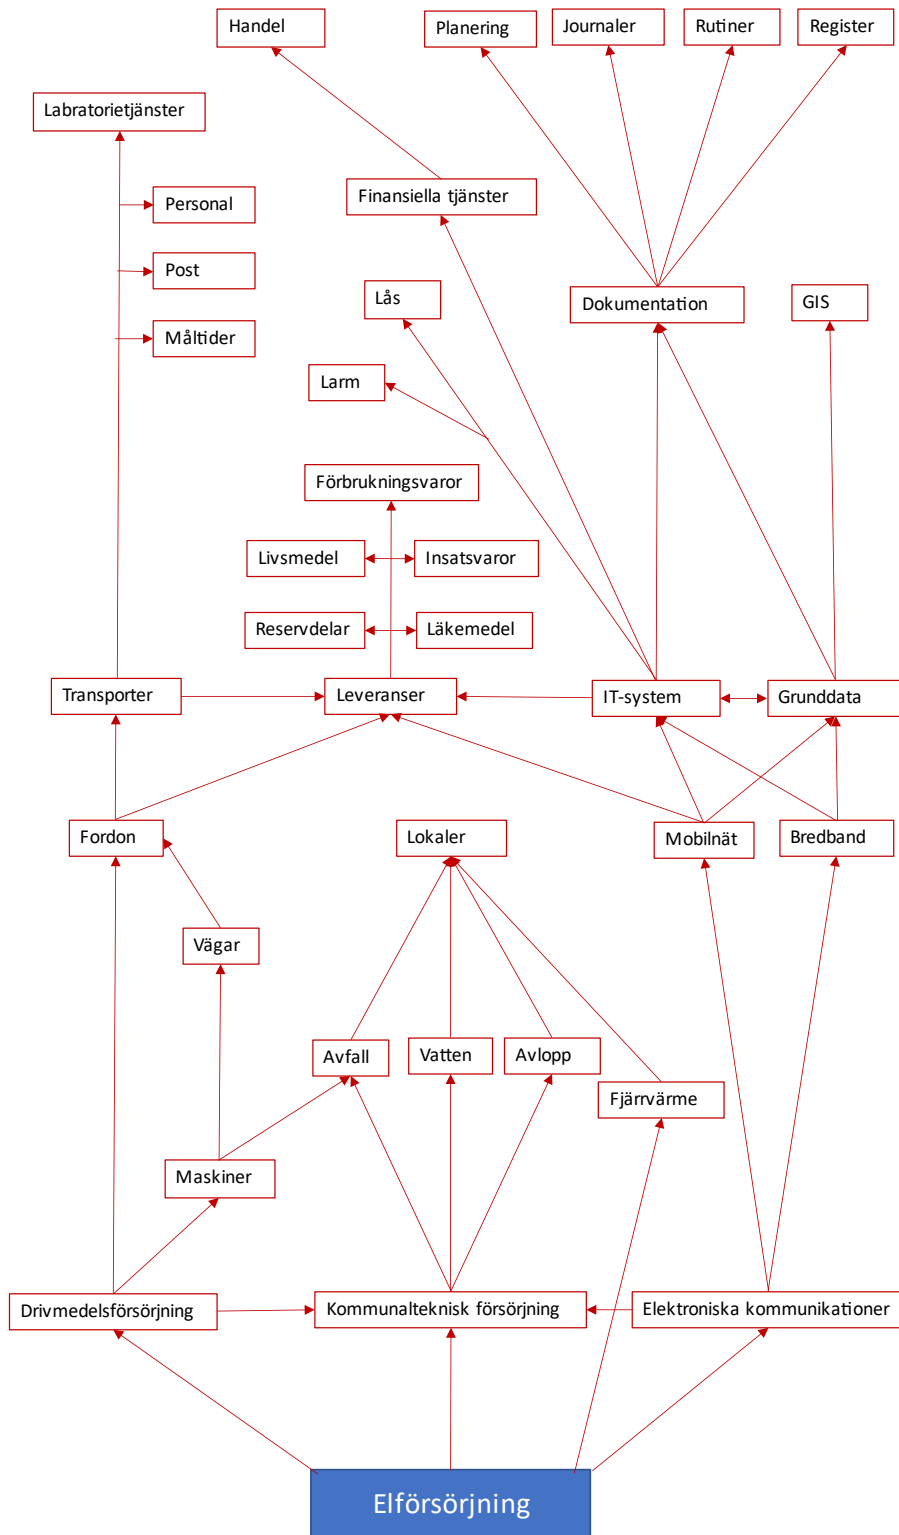 Handel
Planering
Journaler
Rutiner
Register
Labratorietjänster
Personal
Finansiella tjänster
Post
Lås
Dokumentation
GIS
Måltider
Larm
Förbrukningsvaror
Livsmedel
Insatsvaror
Reservdelar
Läkemedel
Transporter
Leveranser
IT-system
Grunddata
Fordon
Lokaler
Mobilnät
Bredband
Vägar
Avfall
Vatten
Avlopp
Fjärrvärme
Maskiner
Drivmedelsförsörjning
Kommunalteknisk försörjning
Elektroniska kommunikationer
Elförsörjning